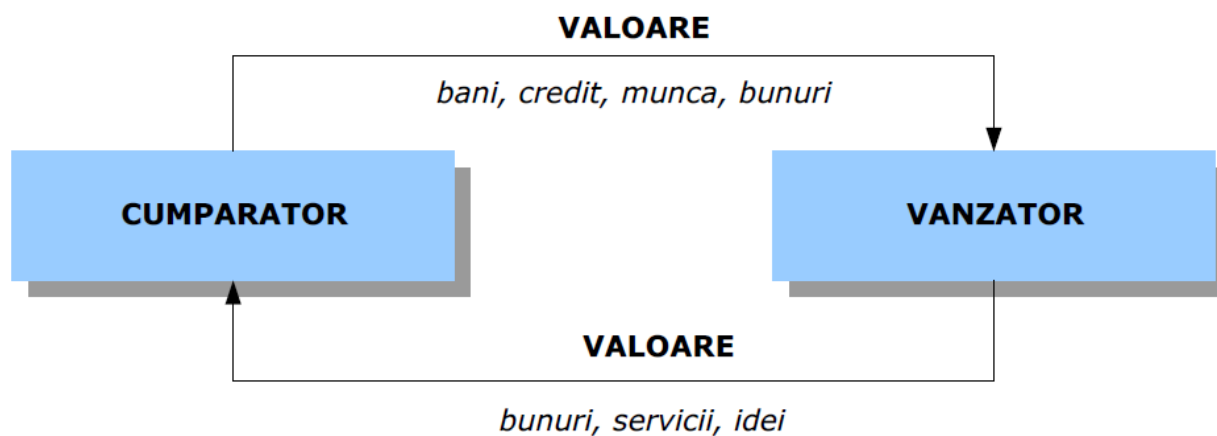 VALOARE
bani, credit, munca, bunuri
CUMPARATOR
VANZATOR
VALOARE
bunuri, servicii, idei